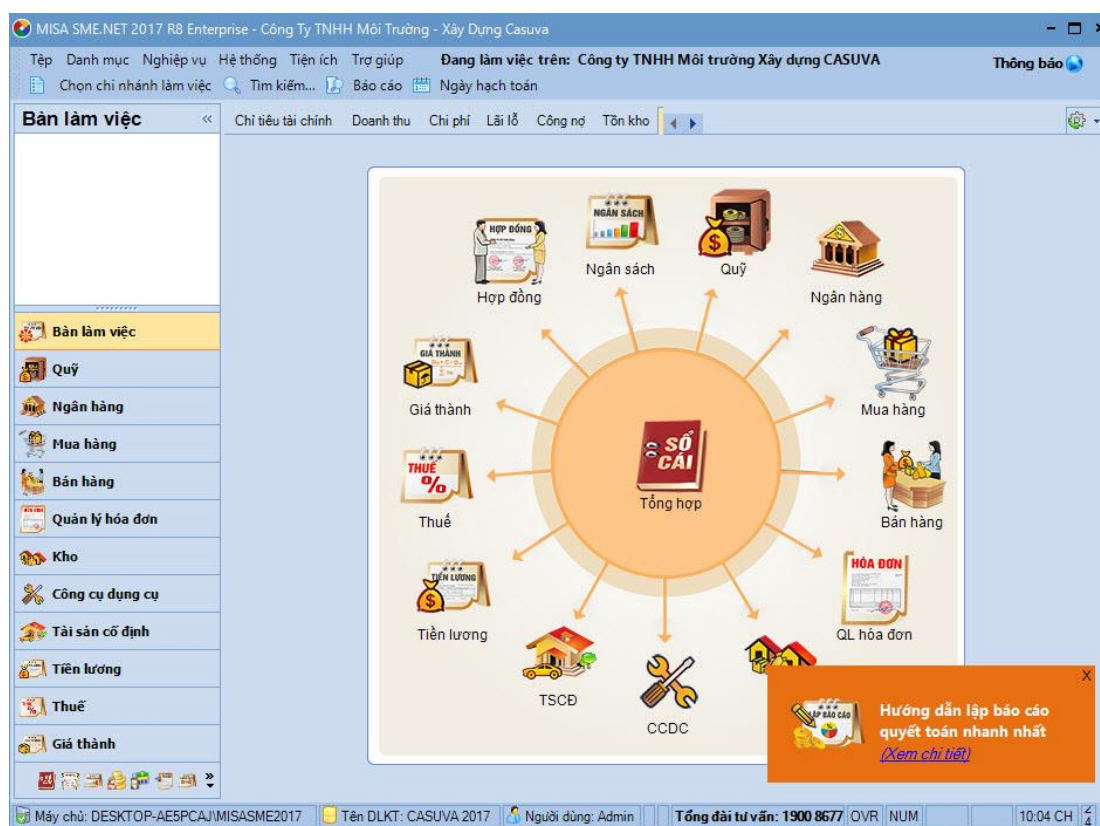 MISA SME.NET 2017 R8 Enterprise - Công Ty TNHH Môi Trường - Xây Dựng Casuva
Tệp Danh mục Nghiệp vụ Hệ thống Tiện ích Trợ giúp Đang làm việc trên: Công ty TNHH Môi trường Xây dựng CASUVA Thông báo
Chọn chi nhánh làm việc Tìm kiếm... Báo cáo Ngày hạch toán
Bàn làm việc « Chỉ tiêu tài chính Doanh thu Chi phí Lãi lỗ Công nợ Tồn kho
Bàn làm việc
Quỹ
Ngân hàng
Mua hàng
Bán hàng
Quản lý hóa đơn
Kho
Công cụ dụng cụ
Tài sản cố định
Tiền lương
Thuế
Giá thành
HỢP ĐỒNG
Hợp đồng
NGÂN SÁCH
Ngân sách
Quỹ
Ngân hàng
GIÁ THÀNH
Giá thành
Mua hàng
SỔ
CÁI
Tổng hợp
THUẾ
%
Thuế
Bán hàng
TIỀN LƯƠNG
Tiền lương
HÓA ĐƠN
QL hóa đơn
TSCĐ
CCDC
X
LẬP BÁO CÁO
Hướng dẫn lập báo cáo
quyết toán nhanh nhất
(Xem chi tiết)
Máy chủ: DESKTOP-AE5PCAJ\MISASME2017 Tên DLKT: CASUVA 2017 Người dùng: Admin Tổng đài tư vấn: 1900 8677 OVR NUM 10:04 CH